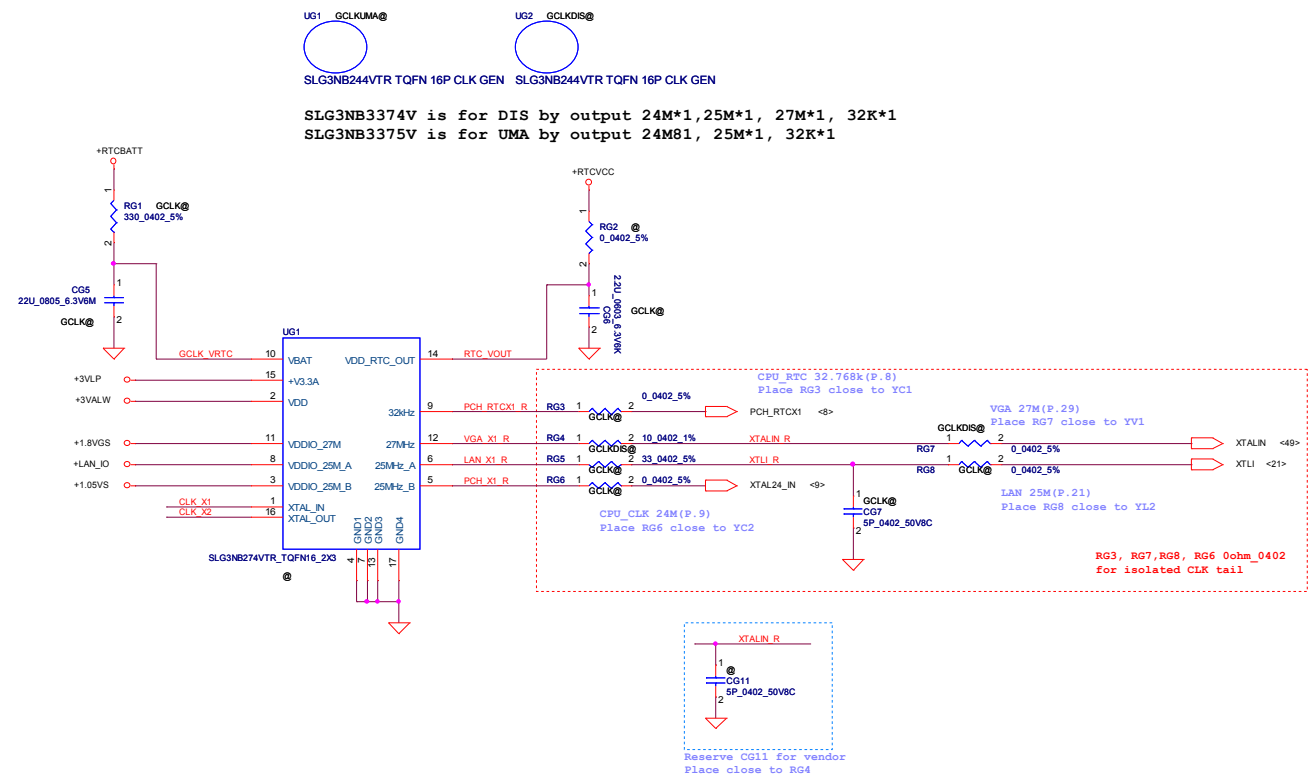 UG1 GCLKUMA@
UG2 GCLKDIS@
SLG3NB244VTR TQFN 16P CLK GEN
SLG3NB244VTR TQFN 16P CLK GEN
SLG3NB3374V is for DIS by output 24M*1,25M*1, 27M*1, 32K*1
SLG3NB3375V is for UMA by output 24M81, 25M*1, 32K*1
+RTCBATT
1
RG1 GCLK@
330_0402_5%
2
CG5
22U_0805_6.3V6M
GCLK@
1
2
+RTCVCC
1
RG2 @
0_0402_5%
2
1
2
2.2U_0603_6.3V6K
CG6
GCLK@
UG1
GCLK_VRTC 10 VBAT
VDD_RTC_OUT 14 RTC_VOUT
+3VLP 15 +V3.3A
+3VALW 2 VDD
32kHz 9 PCH_RTCX1_R RG3 1 2 0_0402_5%
GCLK@
PCH_RTCX1 <8>
CPU_RTC 32.768k(P.8)
Place RG3 close to YC1
+1.8VGS 11 VDDIO_27M
27MHz 12 VGA_X1_R RG4 1 2 10_0402_1% XTALIN_R
GCLKDIS@
GCLKDIS@
RG7 1 2 0_0402_5%
XTALIN <49>
VGA 27M(P.29)
Place RG7 close to YV1
+LAN_IO 8 VDDIO_25M_A
25MHz_A 6 LAN_X1_R RG5 1 2 33_0402_5% XTLI_R
GCLK@
RG8 1 2 0_0402_5%
GCLK@
XTLI <21>
LAN 25M(P.21)
Place RG8 close to YL2
+1.05VS 3 VDDIO_25M_B
25MHz_B 5 PCH_X1_R RG6 1 2 0_0402_5%
GCLK@
XTAL24_IN <9>
CPU_CLK 24M(P.9)
Place RG6 close to YC2
CLK_X1 1 XTAL_IN
CLK_X2 16 XTAL_OUT
GND1
GND2
GND3
GND4
4
7
13
17
SLG3NB274VTR_TQFN16_2X3
@
1
GCLK@
CG7
5P_0402_50V8C
2
RG3, RG7,RG8, RG6 0ohm_0402
for isolated CLK tail
XTALIN_R
1
@
CG11
5P_0402_50V8C
2
Reserve CG11 for vendor
Place close to RG4